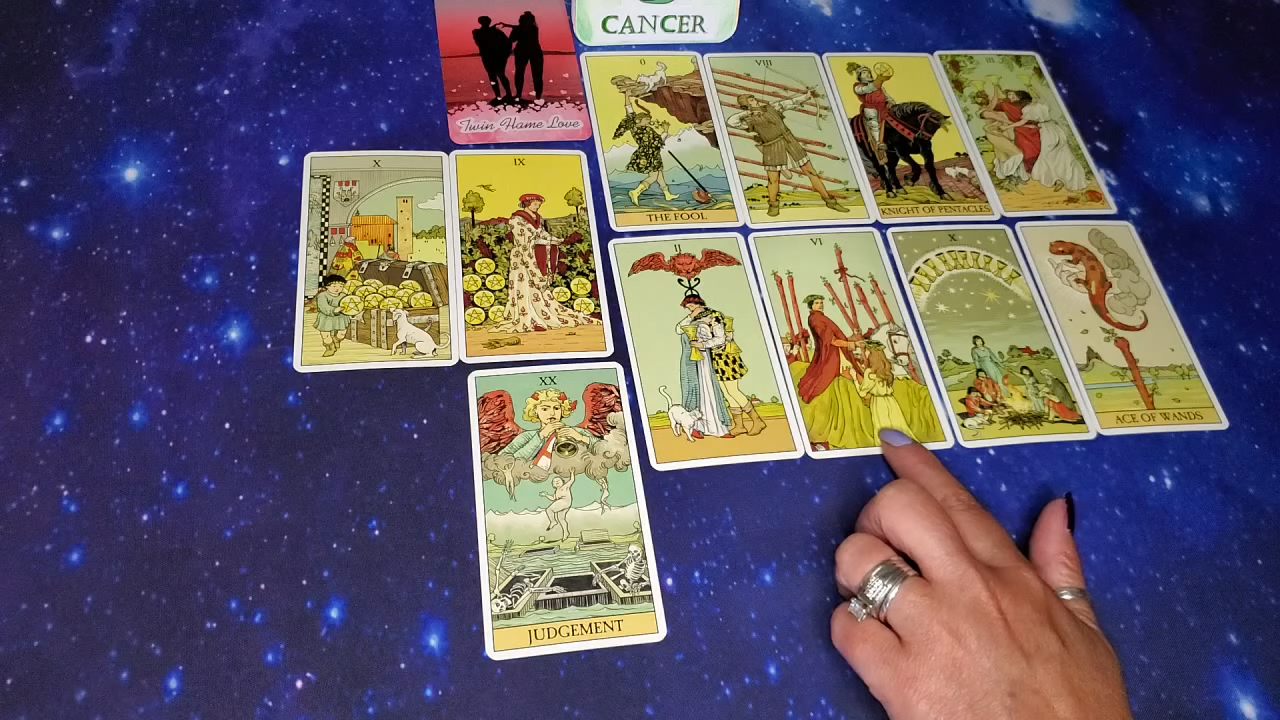 CANCER
Twin Flame Love
0
VIII
III
THE FOOL
KNIGHT OF PENTACLES
X
IX
II
VI
X
ACE OF WANDS
XX
JUDGEMENT